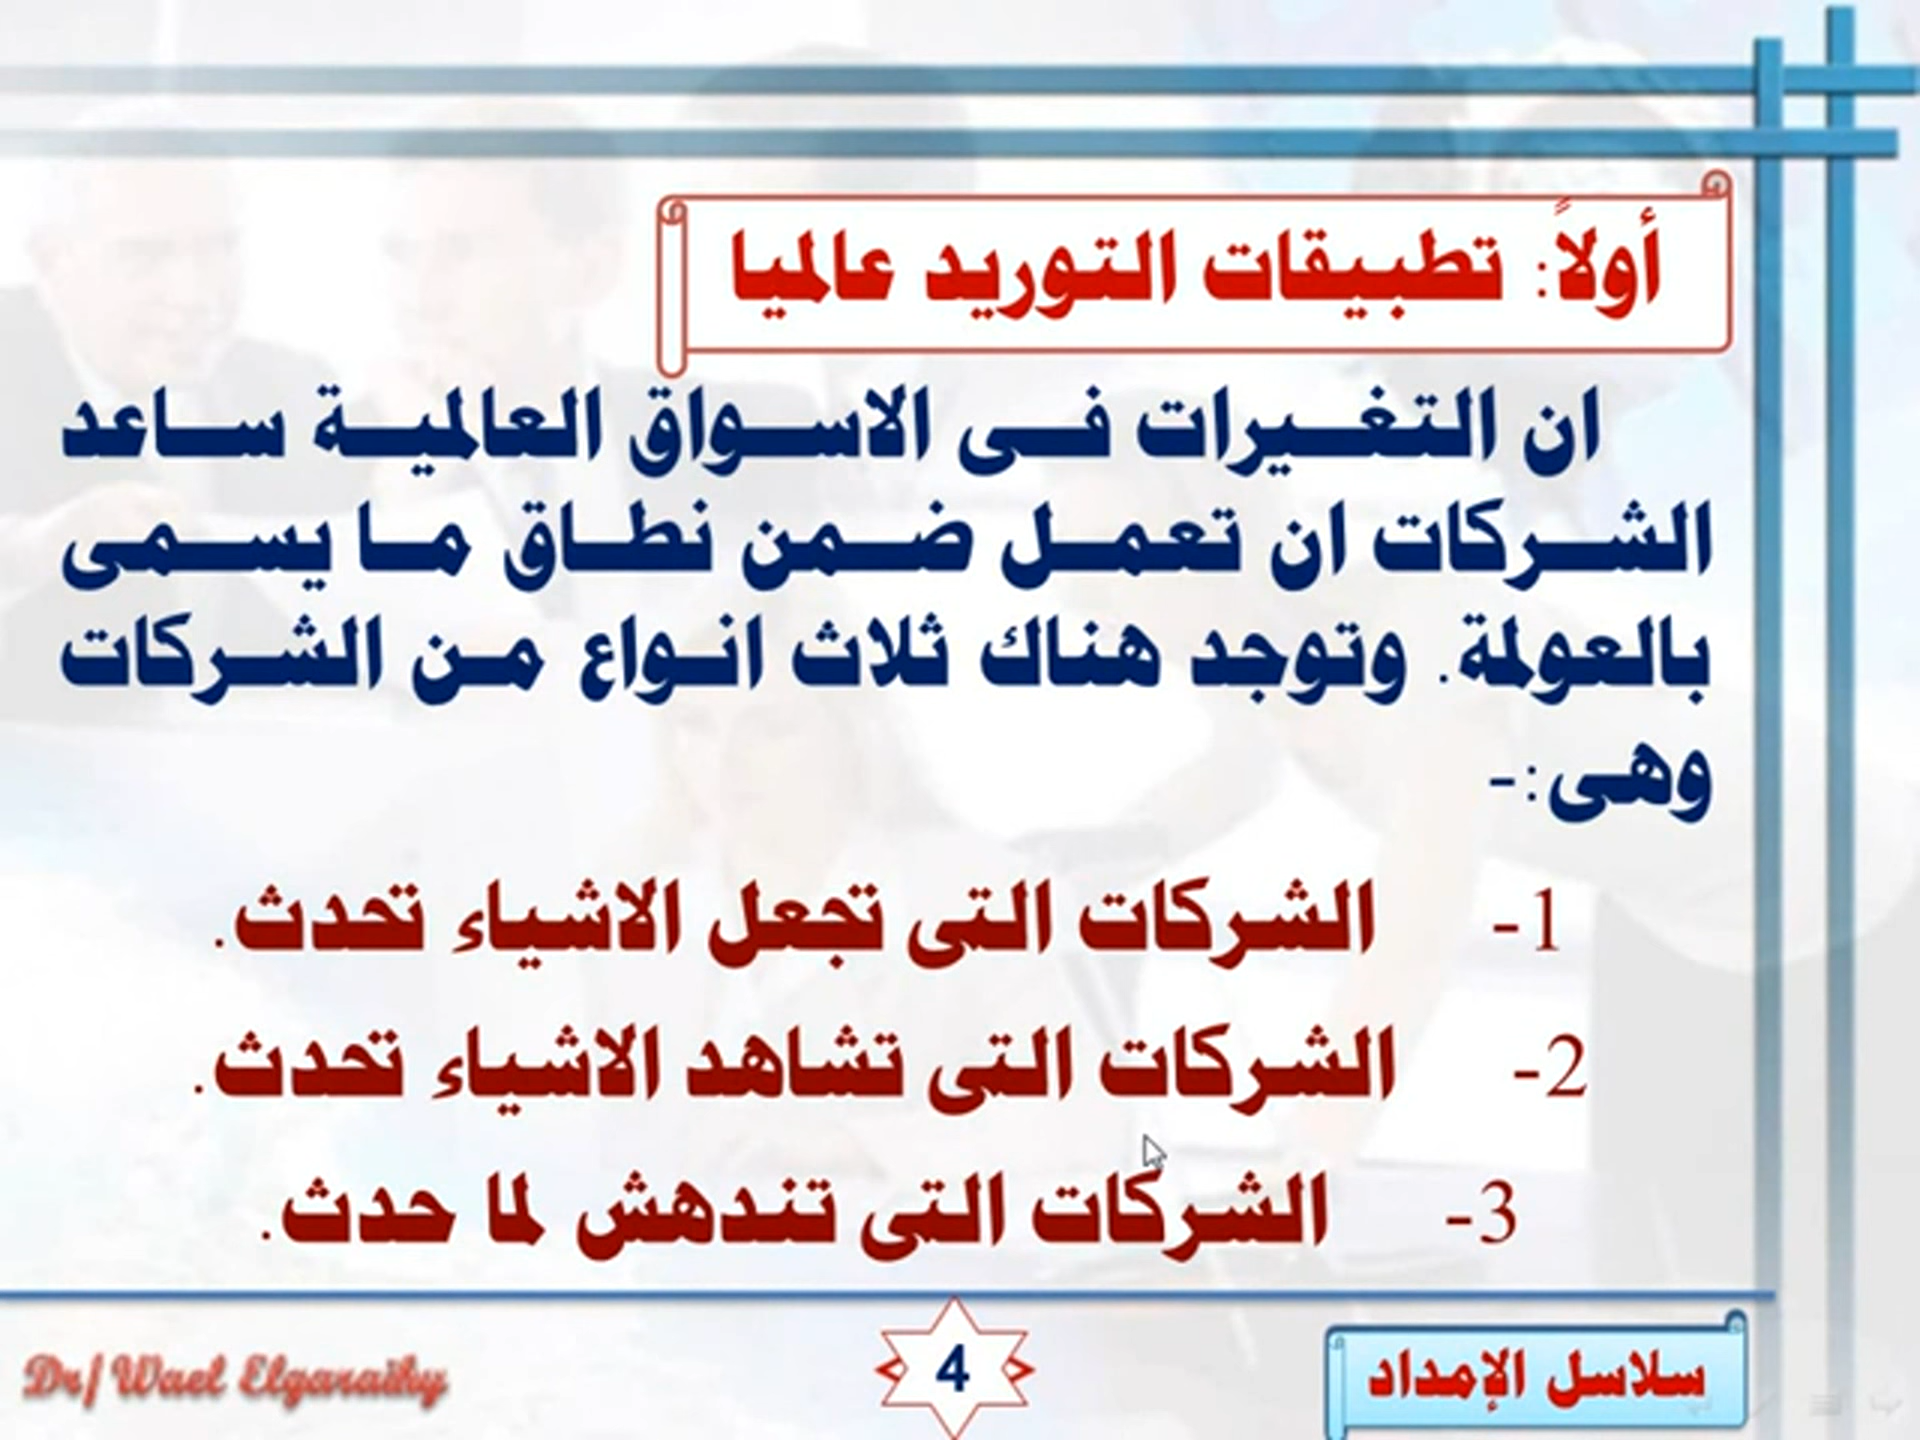 أولاً: تطبيقات التوريد عالميا
ان التغيرات فى الاسواق العالمية ساعد
الشركات ان تعمل ضمن نطاق ما يسمى
بالعولمة. وتوجد هناك ثلاث انواع من الشركات
وهى:-
1- الشركات التى تجعل الاشياء تحدث.
2- الشركات التى تشاهد الاشياء تحدث.
3- الشركات التى تندهش لما حدث.
سلاسل الإمداد
4
Dr/ Wael Elgaraihy